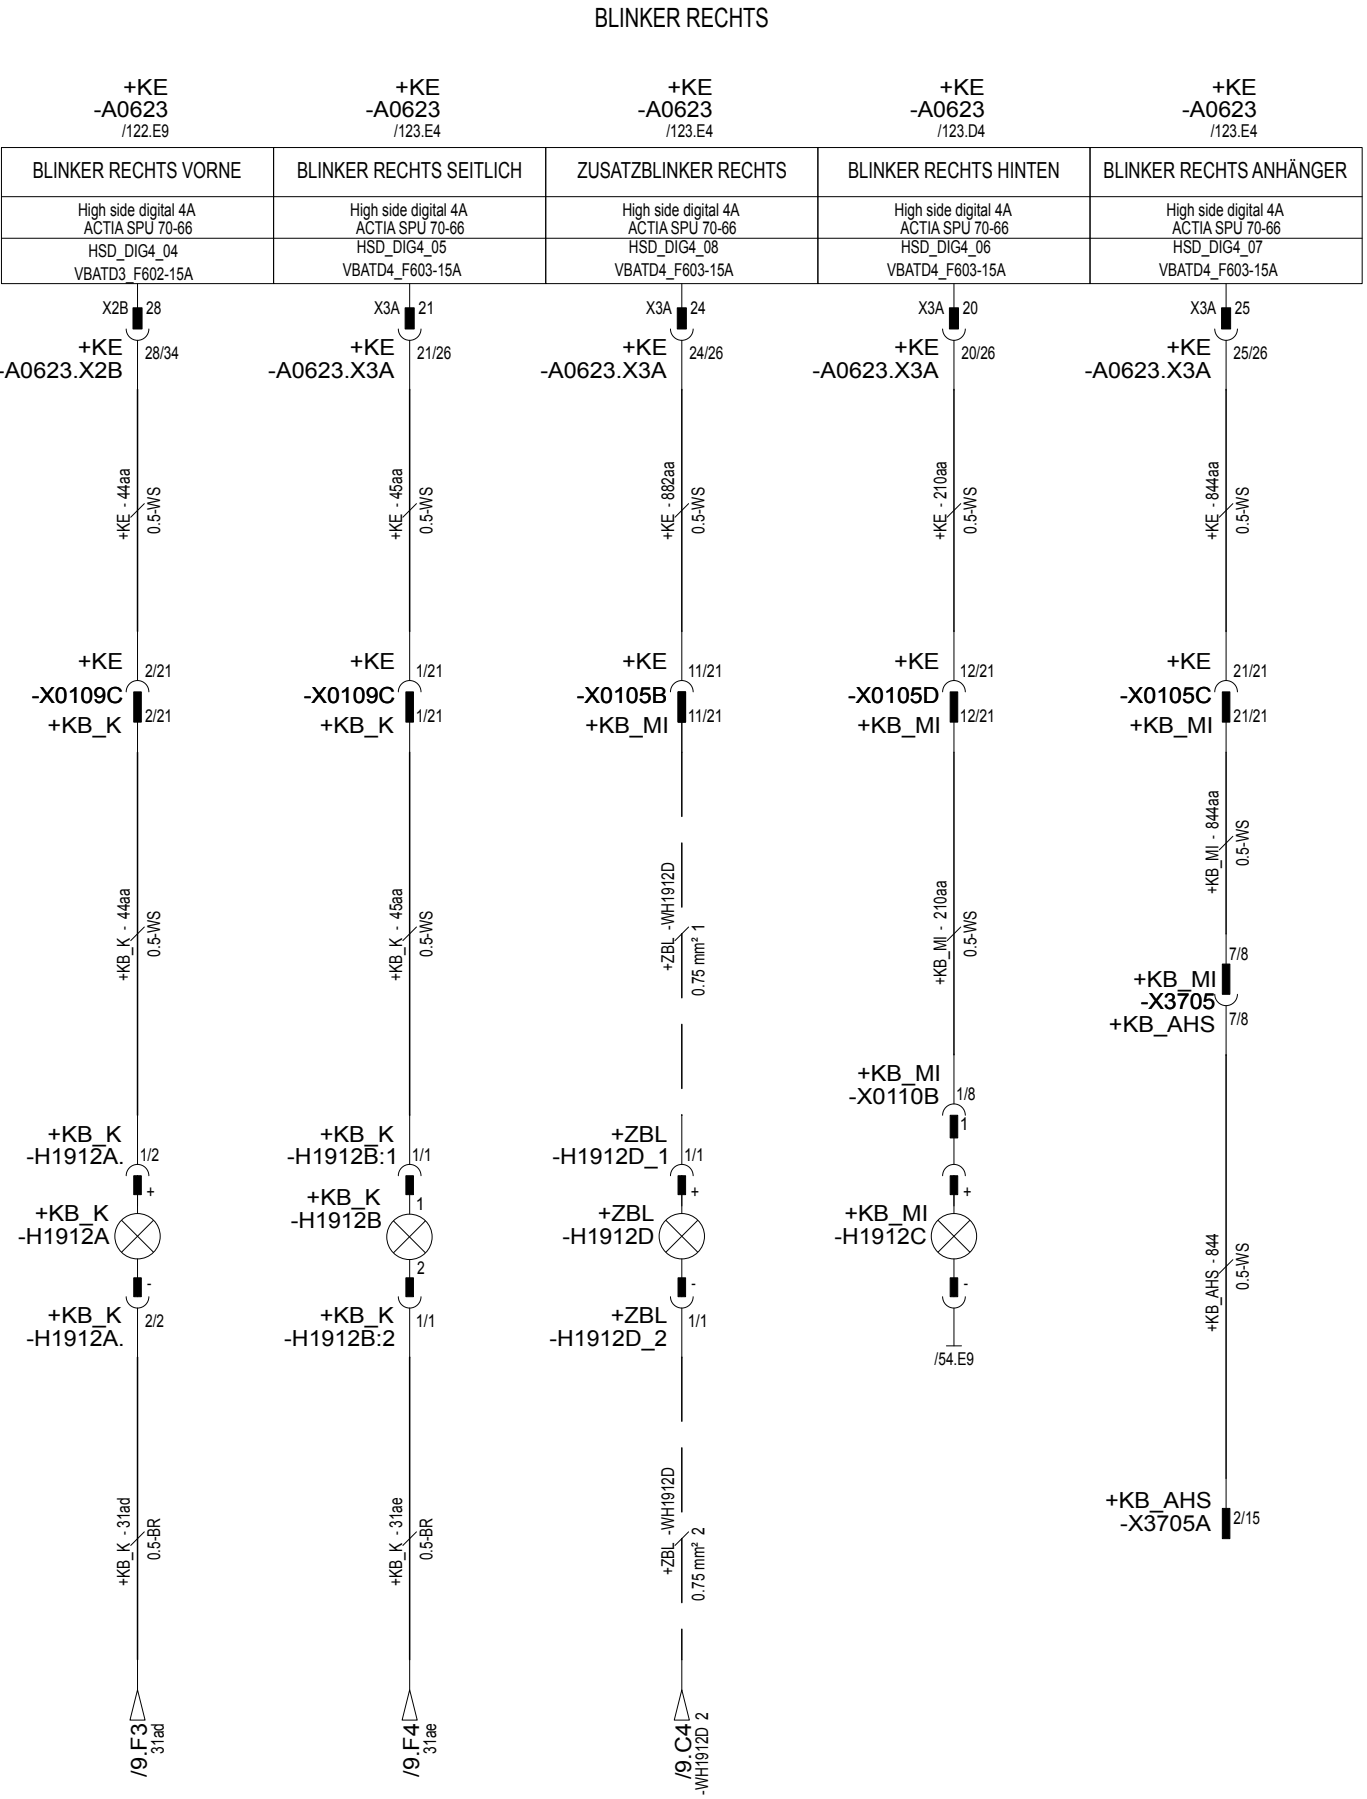 BLINKER RECHTS
+KE
-A0623
/122.E9
+KE
-A0623
/123.E4
+KE
-A0623
/123.E4
+KE
-A0623
/123.D4
+KE
-A0623
/123.E4
BLINKER RECHTS VORNE
BLINKER RECHTS SEITLICH
ZUSATZBLINKER RECHTS
BLINKER RECHTS HINTEN
BLINKER RECHTS ANHÄNGER
High side digital 4A
ACTIA SPU 70-66
HSD_DIG4_04
VBATD3_F602-15A
High side digital 4A
ACTIA SPU 70-66
HSD_DIG4_05
VBATD4_F603-15A
High side digital 4A
ACTIA SPU 70-66
HSD_DIG4_08
VBATD4_F603-15A
High side digital 4A
ACTIA SPU 70-66
HSD_DIG4_06
VBATD4_F603-15A
High side digital 4A
ACTIA SPU 70-66
HSD_DIG4_07
VBATD4_F603-15A
X2B 28
+KE 28/34
-A0623.X2B
+KE - 44aa
0.5-WS
+KE 2/21
-X0109C
+KB_K 2/21
+KB_K - 44aa
0.5-WS
+KB_K
-H1912A. 1/2
+
+KB_K
-H1912A
-
+KB_K 2/2
-H1912A.
+KB_K - 31ad
0.5-BR
/9.F3
31ad
X3A 21
+KE 21/26
-A0623.X3A
+KE - 45aa
0.5-WS
+KE 1/21
-X0109C
+KB_K 1/21
+KB_K - 45aa
0.5-WS
+KB_K
-H1912B:1 1/1
+KB_K 1
-H1912B
2
+KB_K 1/1
-H1912B:2
+KB_K - 31ae
0.5-BR
/9.F4
31ae
X3A 24
+KE 24/26
-A0623.X3A
+KE - 882aa
0.5-WS
+KE 11/21
-X0105B
+KB_MI 11/21
+ZBL -WH1912D
0.75 mm² 1
+ZBL
-H1912D_1 1/1
+
+ZBL
-H1912D
-
+ZBL 1/1
-H1912D_2
+ZBL -WH1912D
0.75 mm² 2
/9.C4
-WH1912D 2
X3A 20
+KE 20/26
-A0623.X3A
+KE - 210aa
0.5-WS
+KE 12/21
-X0105D
+KB_MI 12/21
+KB_MI - 210aa
0.5-WS
+KB_MI
-X0110B 1/8
1
+
+KB_MI
-H1912C
-
/54.E9
X3A 25
+KE 25/26
-A0623.X3A
+KE - 844aa
0.5-WS
+KE 21/21
-X0105C
+KB_MI 21/21
+KB_MI - 844aa
0.5-WS
7/8
+KB_MI
-X3705
+KB_AHS 7/8
+KB_AHS - 844
0.5-WS
+KB_AHS
-X3705A 2/15